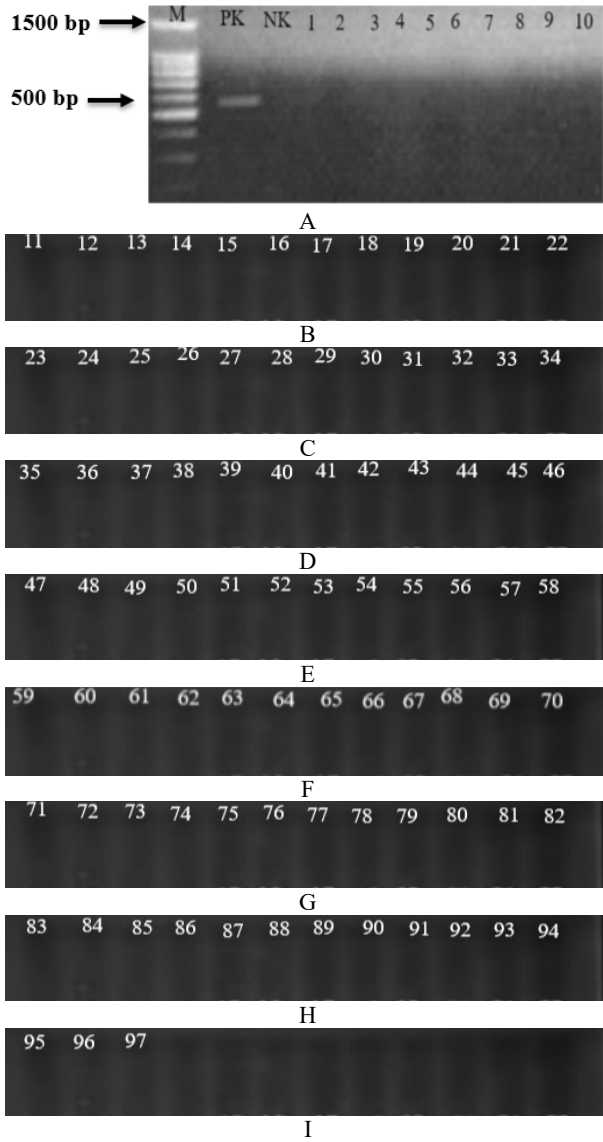 1500 bp M PK NK 1 2 3 4 5 6 7 8 9 10
500 bp
A
11 12 13 14 15 16 17 18 19 20 21 22
B
23 24 25 26 27 28 29 30 31 32 33 34
C
35 36 37 38 39 40 41 42 43 44 45 46
D
47 48 49 50 51 52 53 54 55 56 57 58
E
59 60 61 62 63 64 65 66 67 68 69 70
F
71 72 73 74 75 76 77 78 79 80 81 82
G
83 84 85 86 87 88 89 90 91 92 93 94
H
95 96 97
I